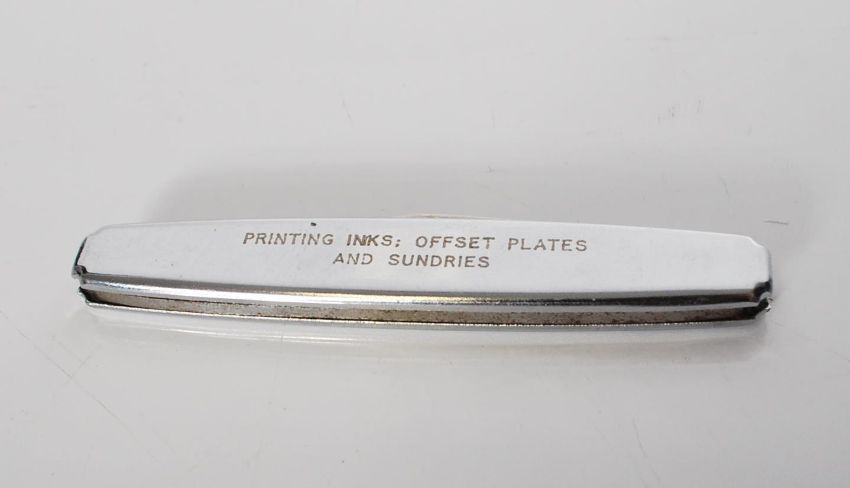 PRINTING INKS; OFFSET PLATES
AND SUNDRIES